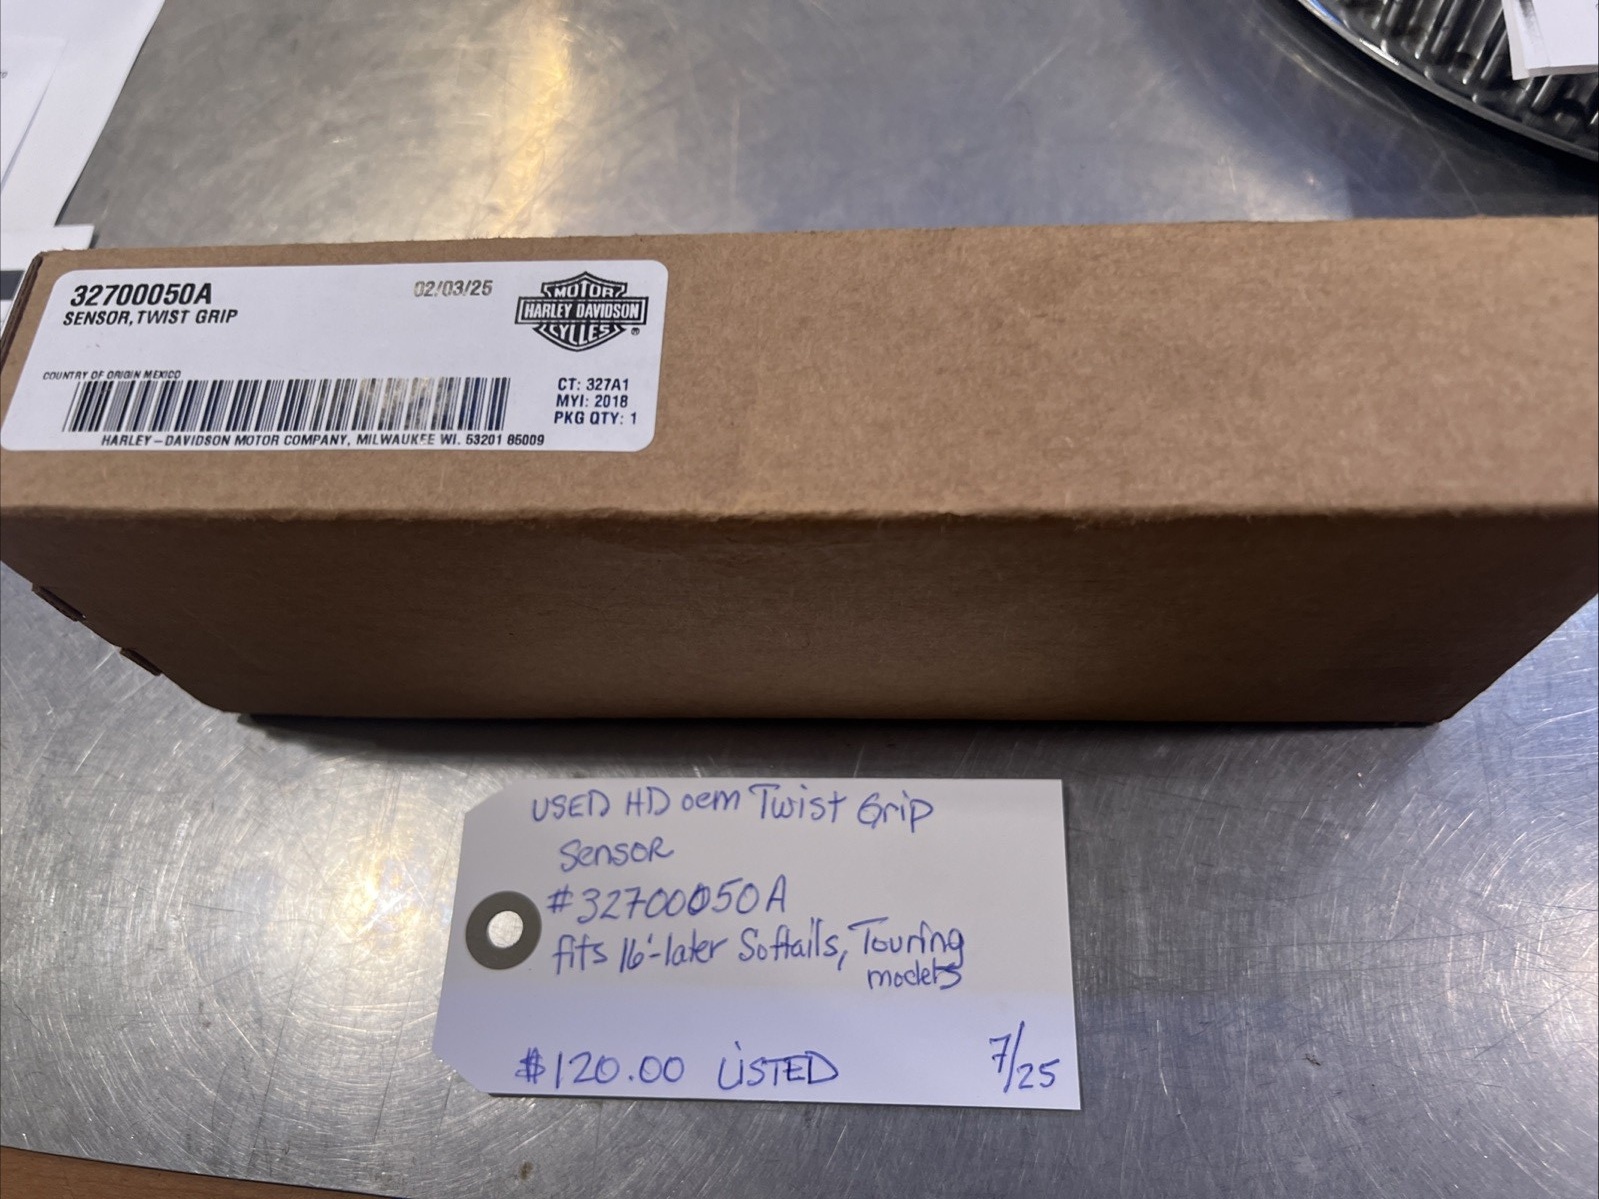 32700050A
SENSOR, TWIST GRIP
02/03/25
MOTOR
HARLEY DAVIDSON
CYCLES
®
COUNTRY OF ORIGIN MEXICO
CT: 327A1
MYI: 2018
PKG QTY: 1
HARLEY-DAVIDSON MOTOR COMPANY, MILWAUKEE WI. 53201 85009
USED HD oem Twist Grip
Sensor
#32700050A
fits 16'-later Softails, Touring
models
$120.00 LISTED
7/25